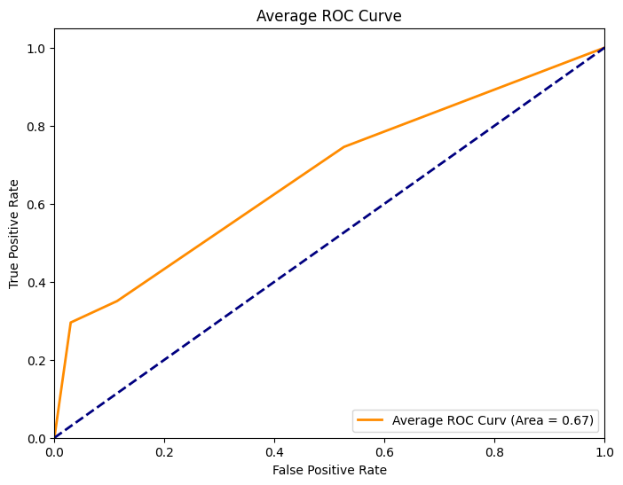 Average ROC Curve
True Positive Rate
1.0
0.8
0.6
0.4
0.2
0.0
Average ROC Curv (Area = 0.67)
0.0 0.2 0.4 0.6 0.8 1.0
False Positive Rate